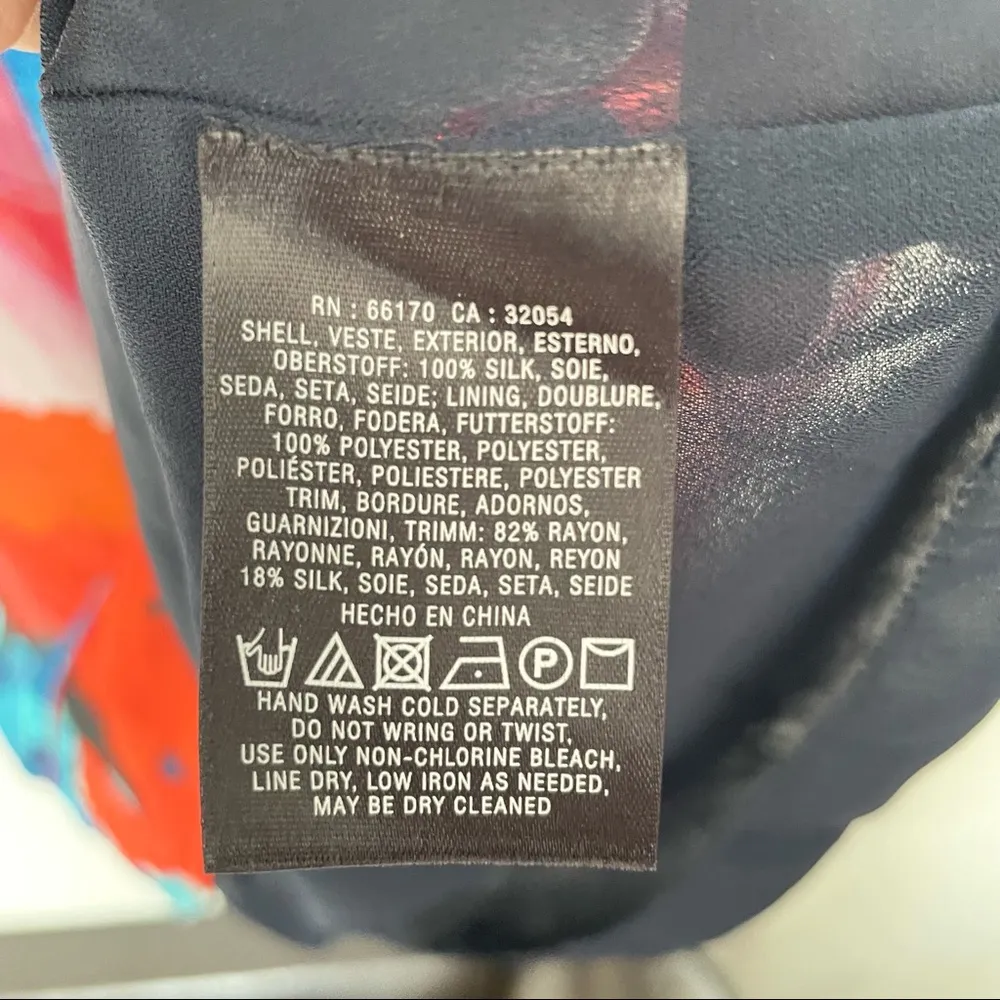 RN : 66170 CA : 32054
SHELL, VESTE, EXTERIOR, ESTERNO,
OBERSTOFF: 100% SILK, SOIE,
SEDA, SETA, SEIDE; LINING, DOUBLURE,
FORRO, FODERA, FUTTERSTOFF:
100% POLYESTER, POLYESTER,
POLIÉSTER, POLIESTERE, POLYESTER
TRIM, BORDURE, ADORNOS,
GUARNIZIONI, TRIMM: 82% RAYON,
RAYONNE, RAYÓN, RAYON, REYON
18% SILK, SOIE, SEDA, SETA, SEIDE
HECHO EN CHINA
P
HAND WASH COLD SEPARATELY,
DO NOT WRING OR TWIST,
USE ONLY NON-CHLORINE BLEACH,
LINE DRY, LOW IRON AS NEEDED,
MAY BE DRY CLEANED